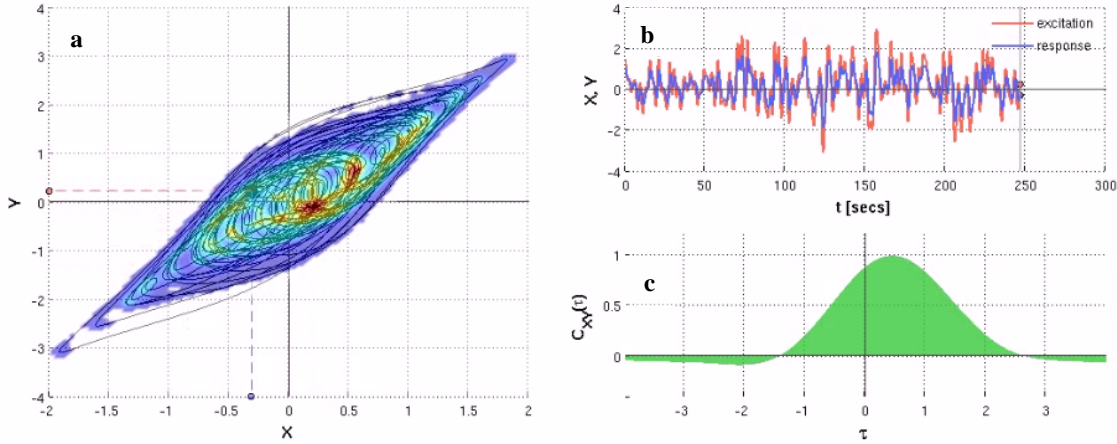 a
4
3
2
1
0
-1
-2
-3
-4
Y
-2 -1.5 -1 -0.5 0 0.5 1 1.5 2
X
b
excitation
response
4
2
0
-2
-4
X, Y
0 50 100 150 200 250 300
t [secs]
c
1
0.5
0
-
C_XY(τ)
-3 -2 -1 0 1 2 3
τ